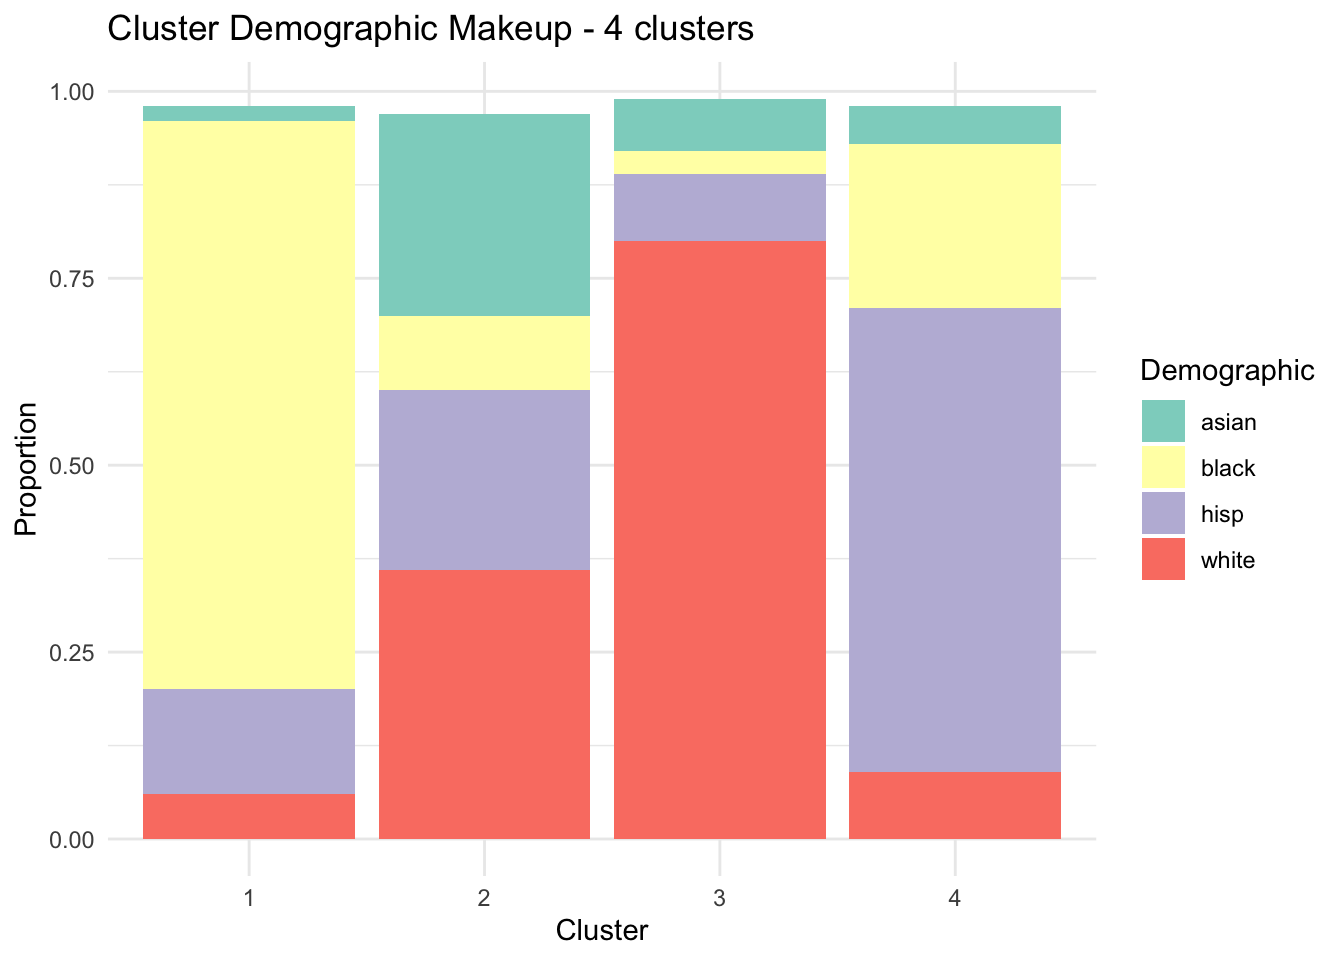 Cluster Demographic Makeup - 4 clusters
1.00
0.75
0.50
0.25
0.00
Proportion
1 2 3 4
Cluster
Demographic
asian
black
hisp
white